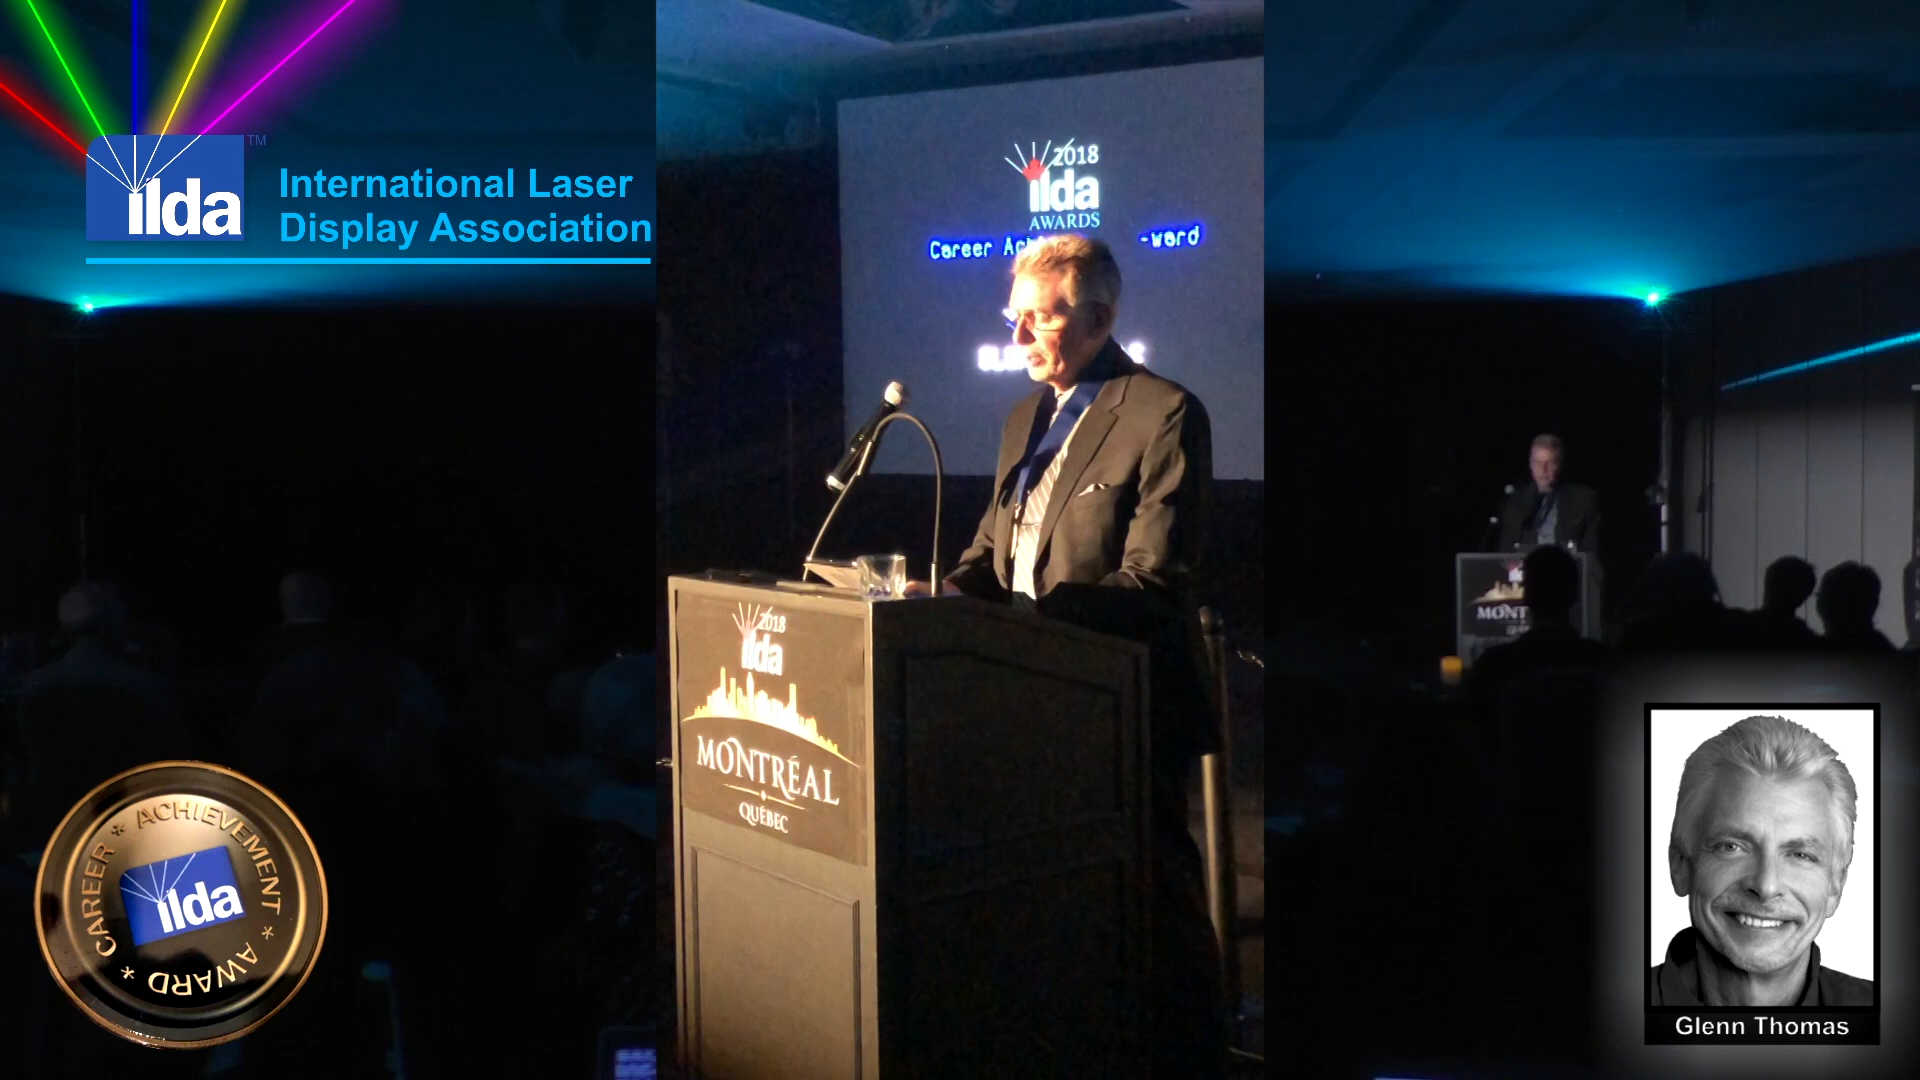 ilda
TM
International Laser
Display Association
2018
ilda
AWARDS
Career
-ward
2018
ilda
MONTRÉAL
QUÉBEC
* CAREER * ACHIEVEMENT * AWARD
ilda
Glenn Thomas